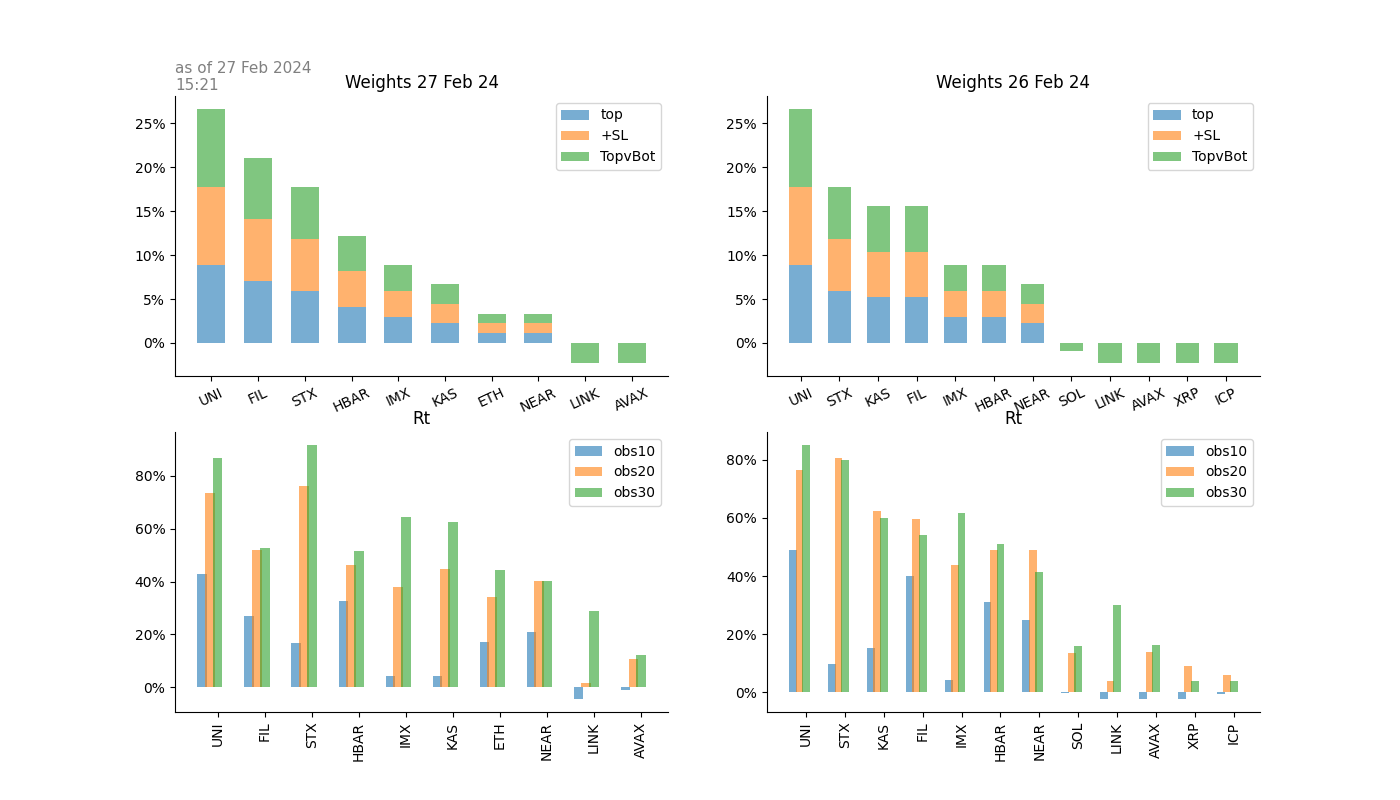 as of 27 Feb 2024
15:21
Weights 27 Feb 24
25%
20%
15%
10%
5%
0%
top
+SL
TopvBot
UNI FIL STX HBAR IMX KAS ETH NEAR LINK AVAX
Weights 26 Feb 24
25%
20%
15%
10%
5%
0%
top
+SL
TopvBot
UNI STX KAS FIL IMX HBAR NEAR SOL LINK AVAX XRP ICP
Rt
80%
60%
40%
20%
0%
obs10
obs20
obs30
UNI FIL STX HBAR IMX KAS ETH NEAR LINK AVAX
Rt
80%
60%
40%
20%
0%
obs10
obs20
obs30
UNI STX KAS FIL IMX HBAR NEAR SOL LINK AVAX XRP ICP